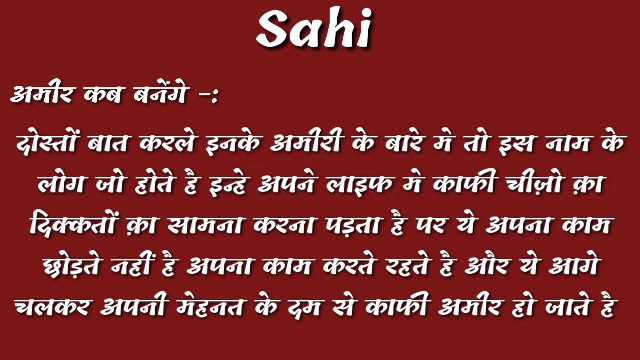 Sahi
अमीर कब बनेंगे -:
दोस्तों बात करले इनके अमीरी के बारे मे तो इस नाम के
लोग जो होते है इन्हे अपने लाइफ मे काफी चीज़ो क़ा
दिक्कतों क़ा सामना करना पड़ता है पर ये अपना काम
छोड़ते नहीं है अपना काम करते रहते है और ये आगे
चलकर अपनी मेहनत के दम से काफी अमीर हो जाते है